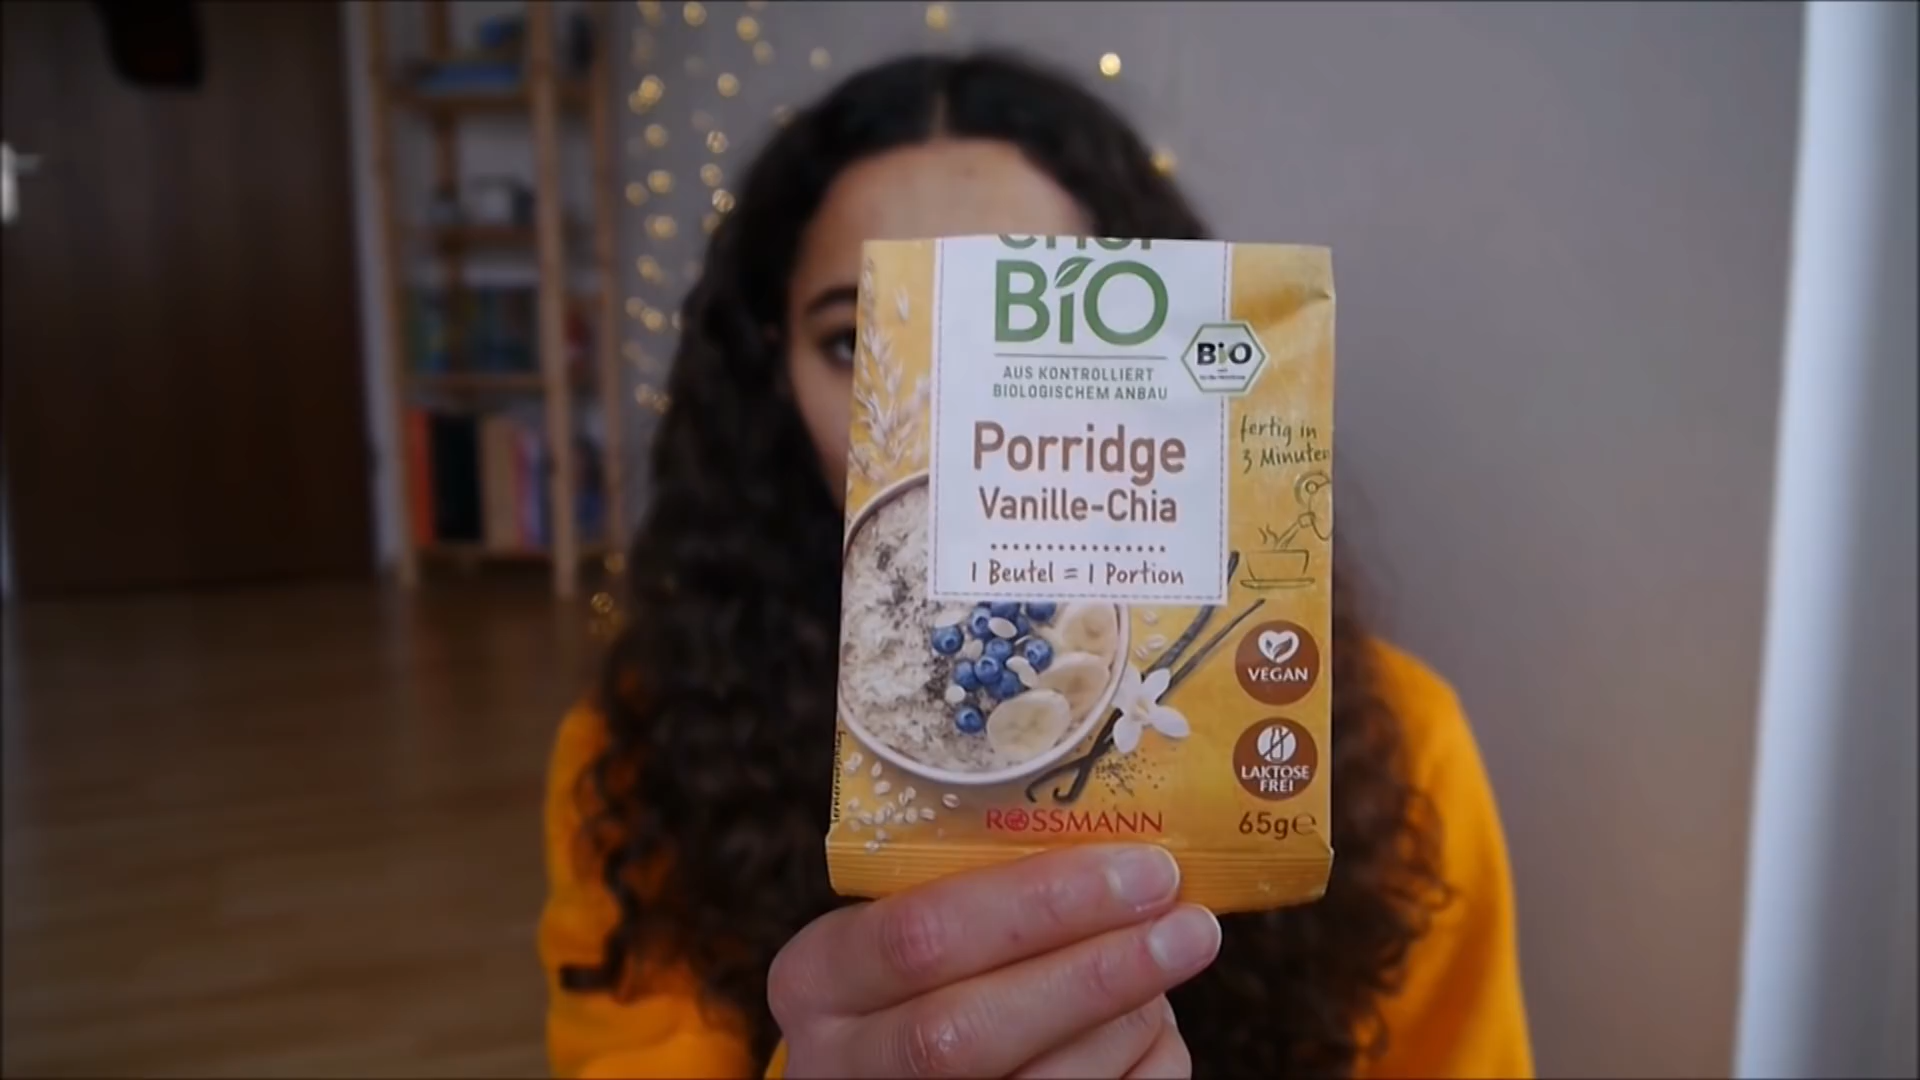 BiO
AUS KONTROLLIERT
BIOLOGISCHEM ANBAU
BiO
Porridge
Vanille-Chia
1 Beutel = 1 Portion
fertig in
3 Minuten
VEGAN
LAKTOSE
FREI
ROSSMANN
65g℮